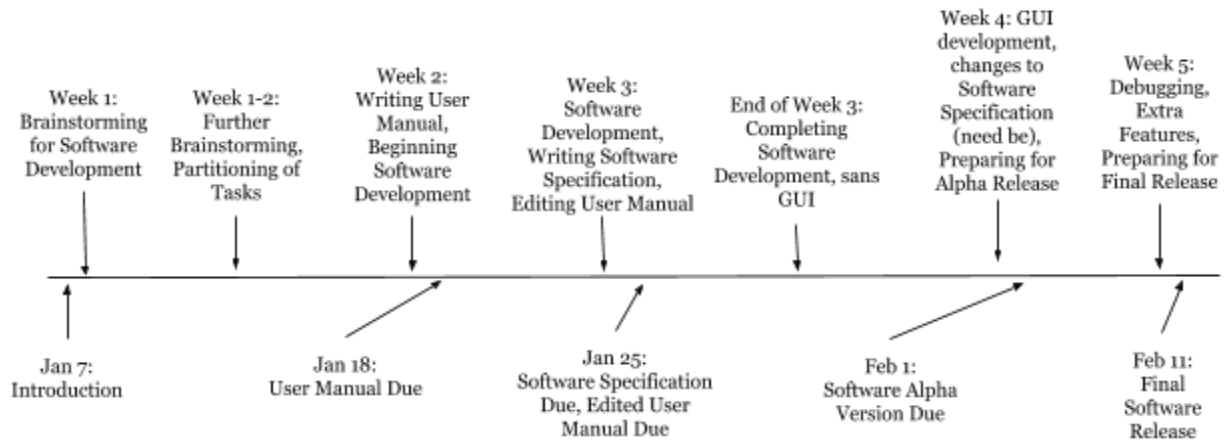 Week 1:
Brainstorming
for Software
Development
Week 1-2:
Further
Brainstorming,
Partitioning of
Tasks
Week 2:
Writing User
Manual,
Beginning
Software
Development
Week 3:
Software
Development,
Writing Software
Specification,
Editing User Manual
End of Week 3:
Completing
Software
Development, sans
GUI
Week 4: GUI
development,
changes to
Software
Specification
(need be),
Preparing for
Alpha Release
Week 5:
Debugging,
Extra
Features,
Preparing for
Final Release
Jan 7:
Introduction
Jan 18:
User Manual Due
Jan 25:
Software Specification
Due, Edited User
Manual Due
Feb 1:
Software Alpha
Version Due
Feb 11:
Final
Software
Release